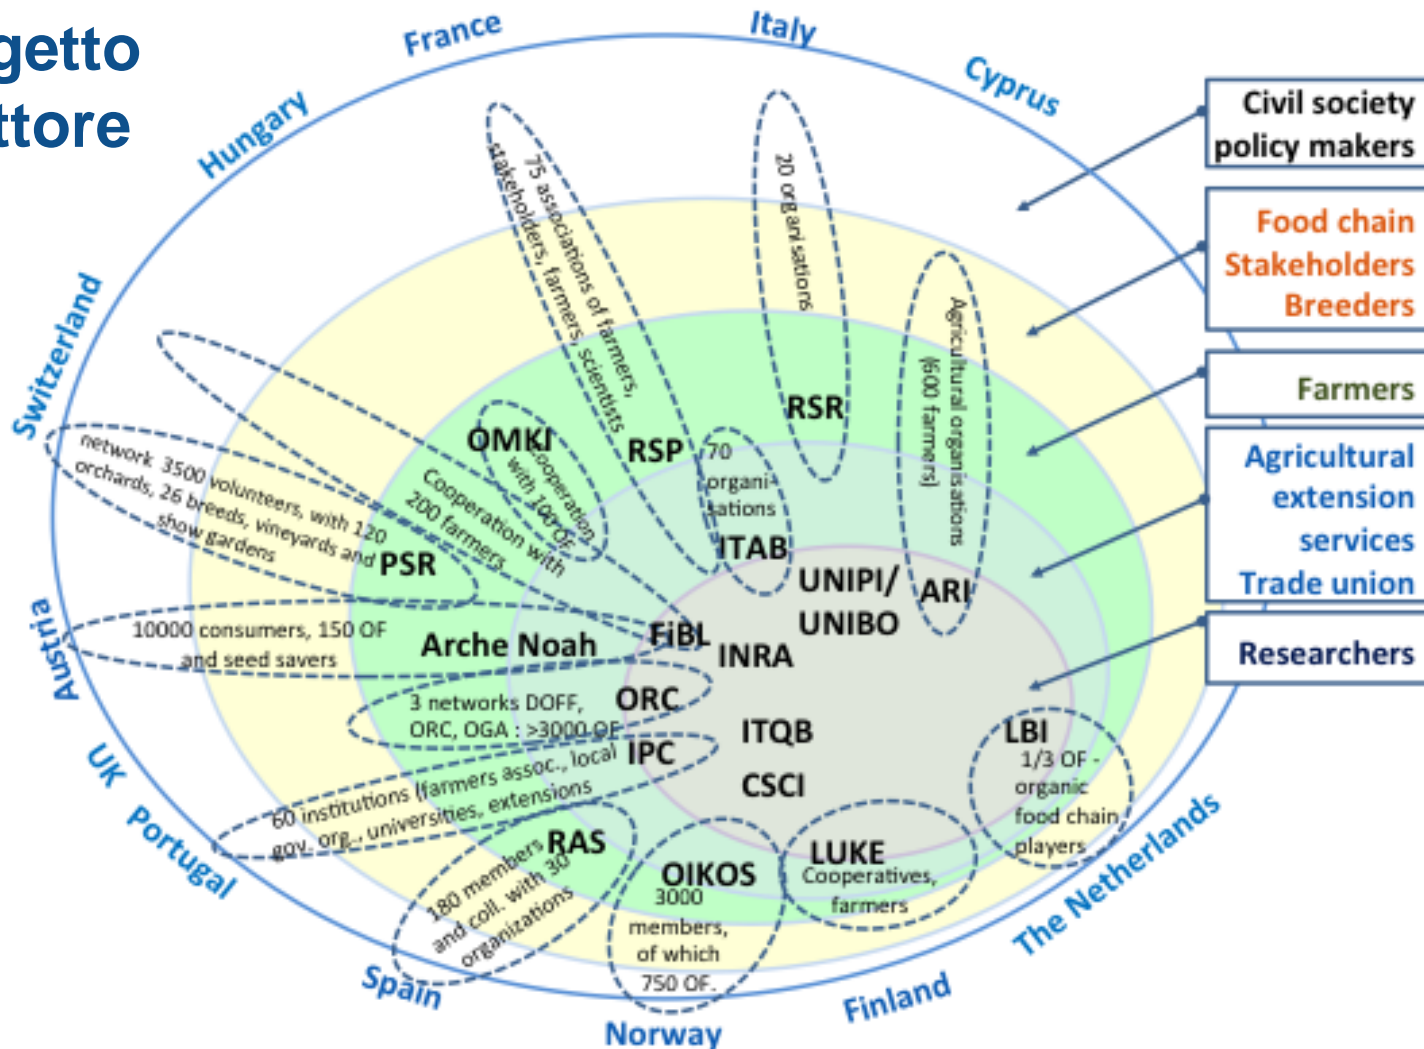 getto
ttore
France
Italy
Cyprus
Hungary
Switzerland
Austria
UK
Portugal
Spain
Norway
Finland
The Netherlands
Civil society
policy makers
Food chain
Stakeholders
Breeders
Farmers
Agricultural
extension
services
Trade union
Researchers
75 associations of farmers,
stakeholders, farmers, scientists
20 organisations
Agricultural organisations
(600 farmers)
RSR
OMKI
Cooperation
with 100 OF
RSP
70
organi-
sations
ITAB
Cooperation with
200 farmers
network 3500 volunteers, with 120
orchards, 26 breeds, vineyards and
show gardens
PSR
UNIPI/
UNIBO
ARI
10000 consumers, 150 OF
and seed savers
Arche Noah
FiBL
INRA
3 networks DOFF,
ORC, OGA : >3000 OF
ORC
ITQB
LBI
1/3 OF -
organic
food chain
players
60 institutions (farmers assoc., local
gov. org., universities, extensions
IPC
CSCI
RAS
180 members
and coll. with 30
organizations
OIKOS
3000
members,
of which
750 OF.
LUKE
Cooperatives,
farmers